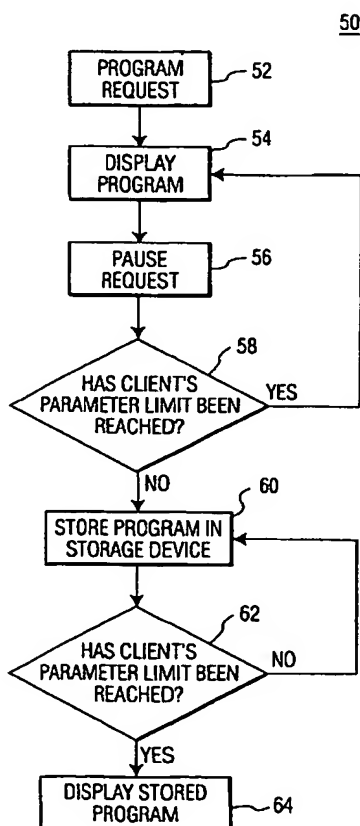 50
PROGRAM
REQUEST
52
54
DISPLAY
PROGRAM
PAUSE
REQUEST
56
58
HAS CLIENT'S
PARAMETER LIMIT BEEN
REACHED?
YES
NO
60
STORE PROGRAM IN
STORAGE DEVICE
62
HAS CLIENT'S
PARAMETER LIMIT BEEN
REACHED?
NO
YES
DISPLAY STORED
PROGRAM
64